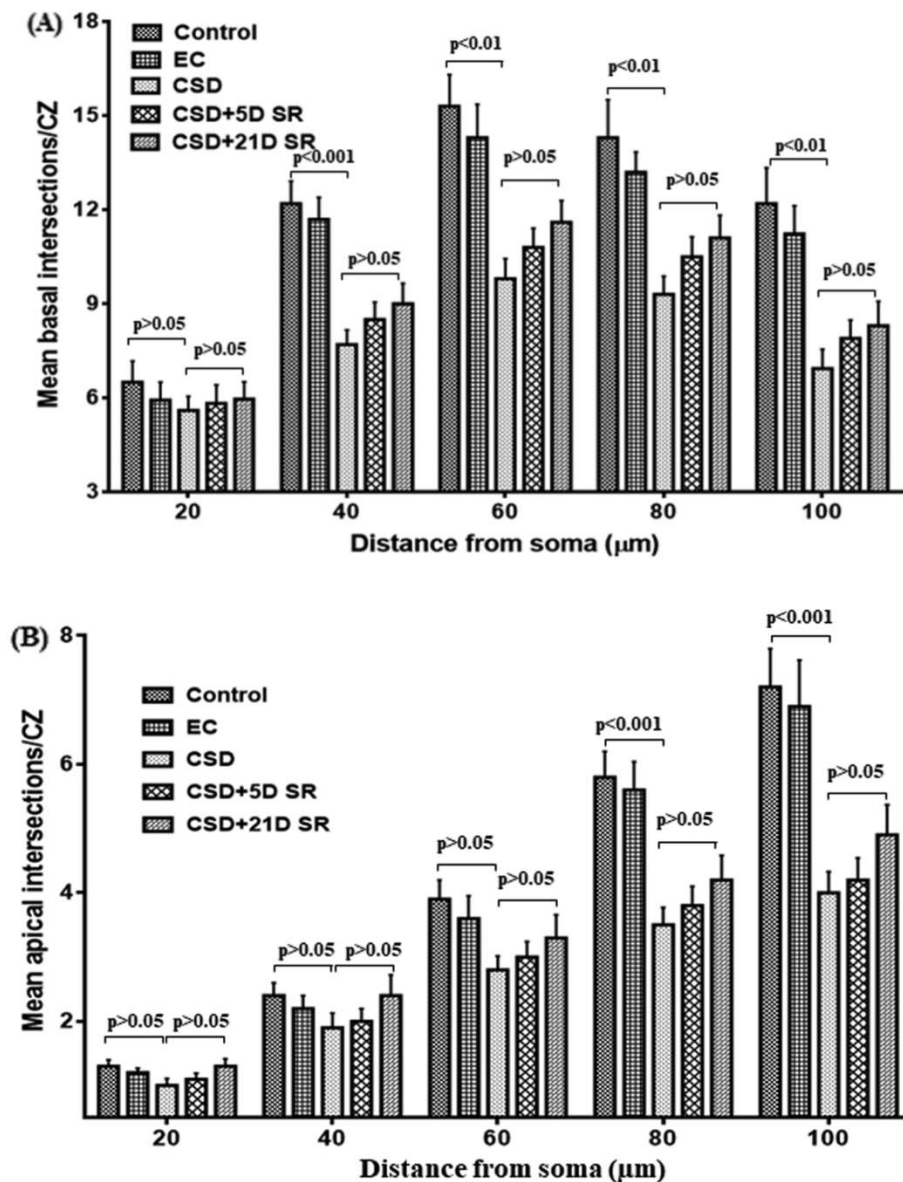 (A)
18
15
12
9
6
3
Mean basal intersections/CZ
Control
EC
CSD
CSD+5D SR
CSD+21D SR
p>0.05
p>0.05
p<0.001
p>0.05
p<0.01
p>0.05
p<0.01
p>0.05
p<0.01
p>0.05
20 40 60 80 100
Distance from soma (μm)
(B)
8
6
4
2
Mean apical intersections/CZ
Control
EC
CSD
CSD+5D SR
CSD+21D SR
p>0.05 p>0.05
p>0.05 p>0.05
p>0.05
p>0.05
p<0.001
p>0.05
p<0.001
p>0.05
20 40 60 80 100
Distance from soma (μm)